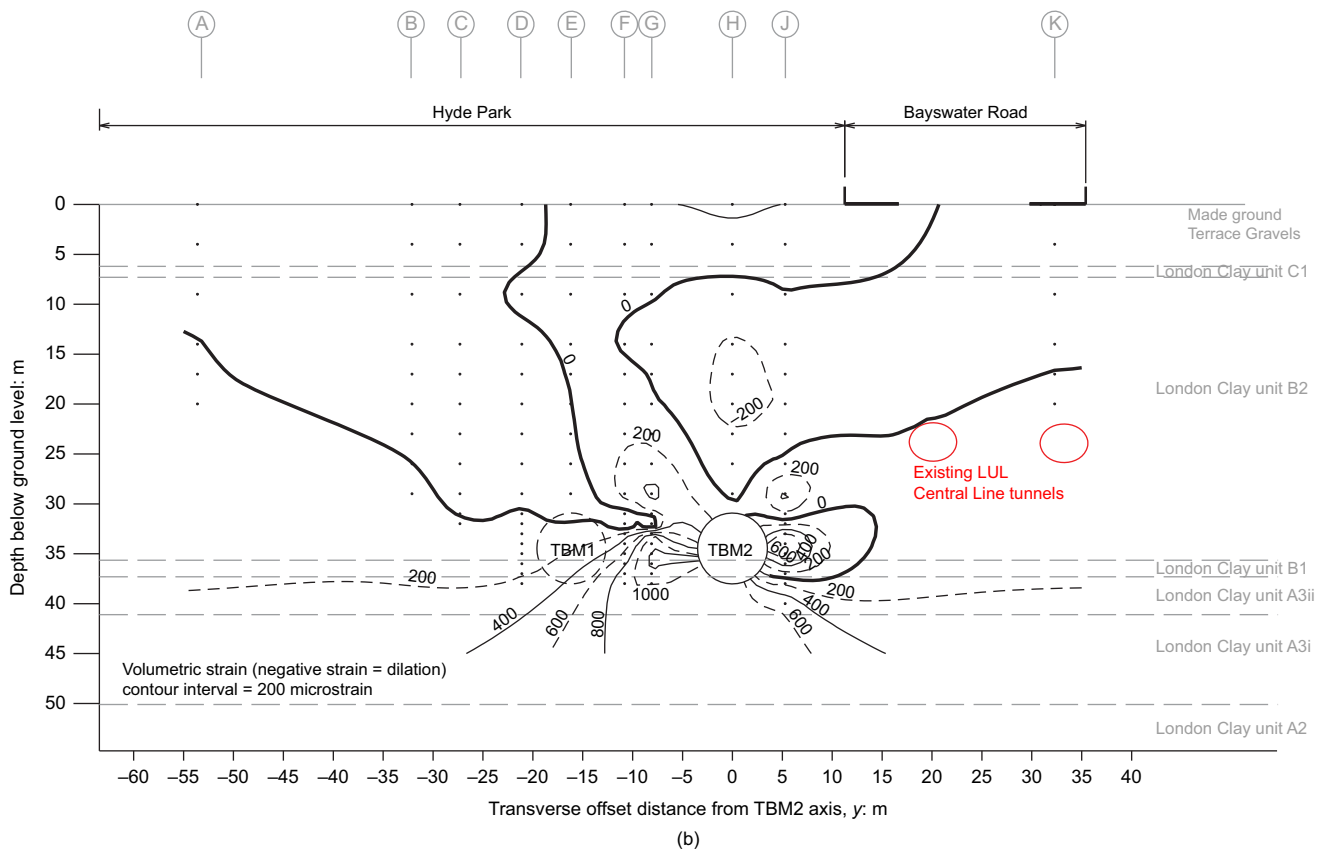 A B C D E F G H J K
Hyde Park
Bayswater Road
0
Made ground
Terrace Gravels
5
London Clay unit C1
10
0
0
15
London Clay unit B2
–200
20
200
25
200
Existing LUL
Central Line tunnels
30
0
TBM1
TBM2
600
400
200
35
London Clay unit B1
200
1000
200
London Clay unit A3ii
40
400
600
800
400
600
London Clay unit A3i
45
Volumetric strain (negative strain = dilation)
contour interval = 200 microstrain
50
London Clay unit A2
Depth below ground level: m
–60 –55 –50 –45 –40 –35 –30 –25 –20 –15 –10 –5 0 5 10 15 20 25 30 35 40
Transverse offset distance from TBM2 axis, y: m
(b)